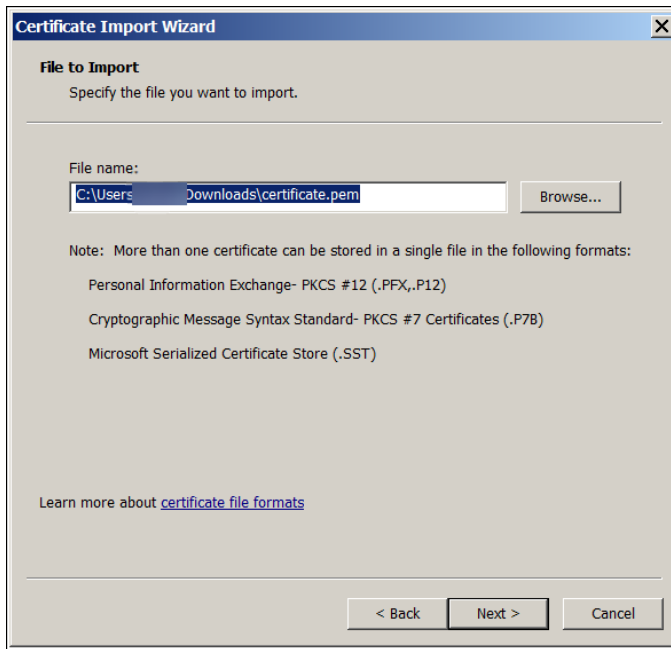 Certificate Import Wizard
File to Import
Specify the file you want to import.
File name:
C:\Users Downloads\certificate.pem
Browse...
Note: More than one certificate can be stored in a single file in the following formats:
Personal Information Exchange- PKCS #12 (.PFX,.P12)
Cryptographic Message Syntax Standard- PKCS #7 Certificates (.P7B)
Microsoft Serialized Certificate Store (.SST)
Learn more about certificate file formats
< Back Next > Cancel